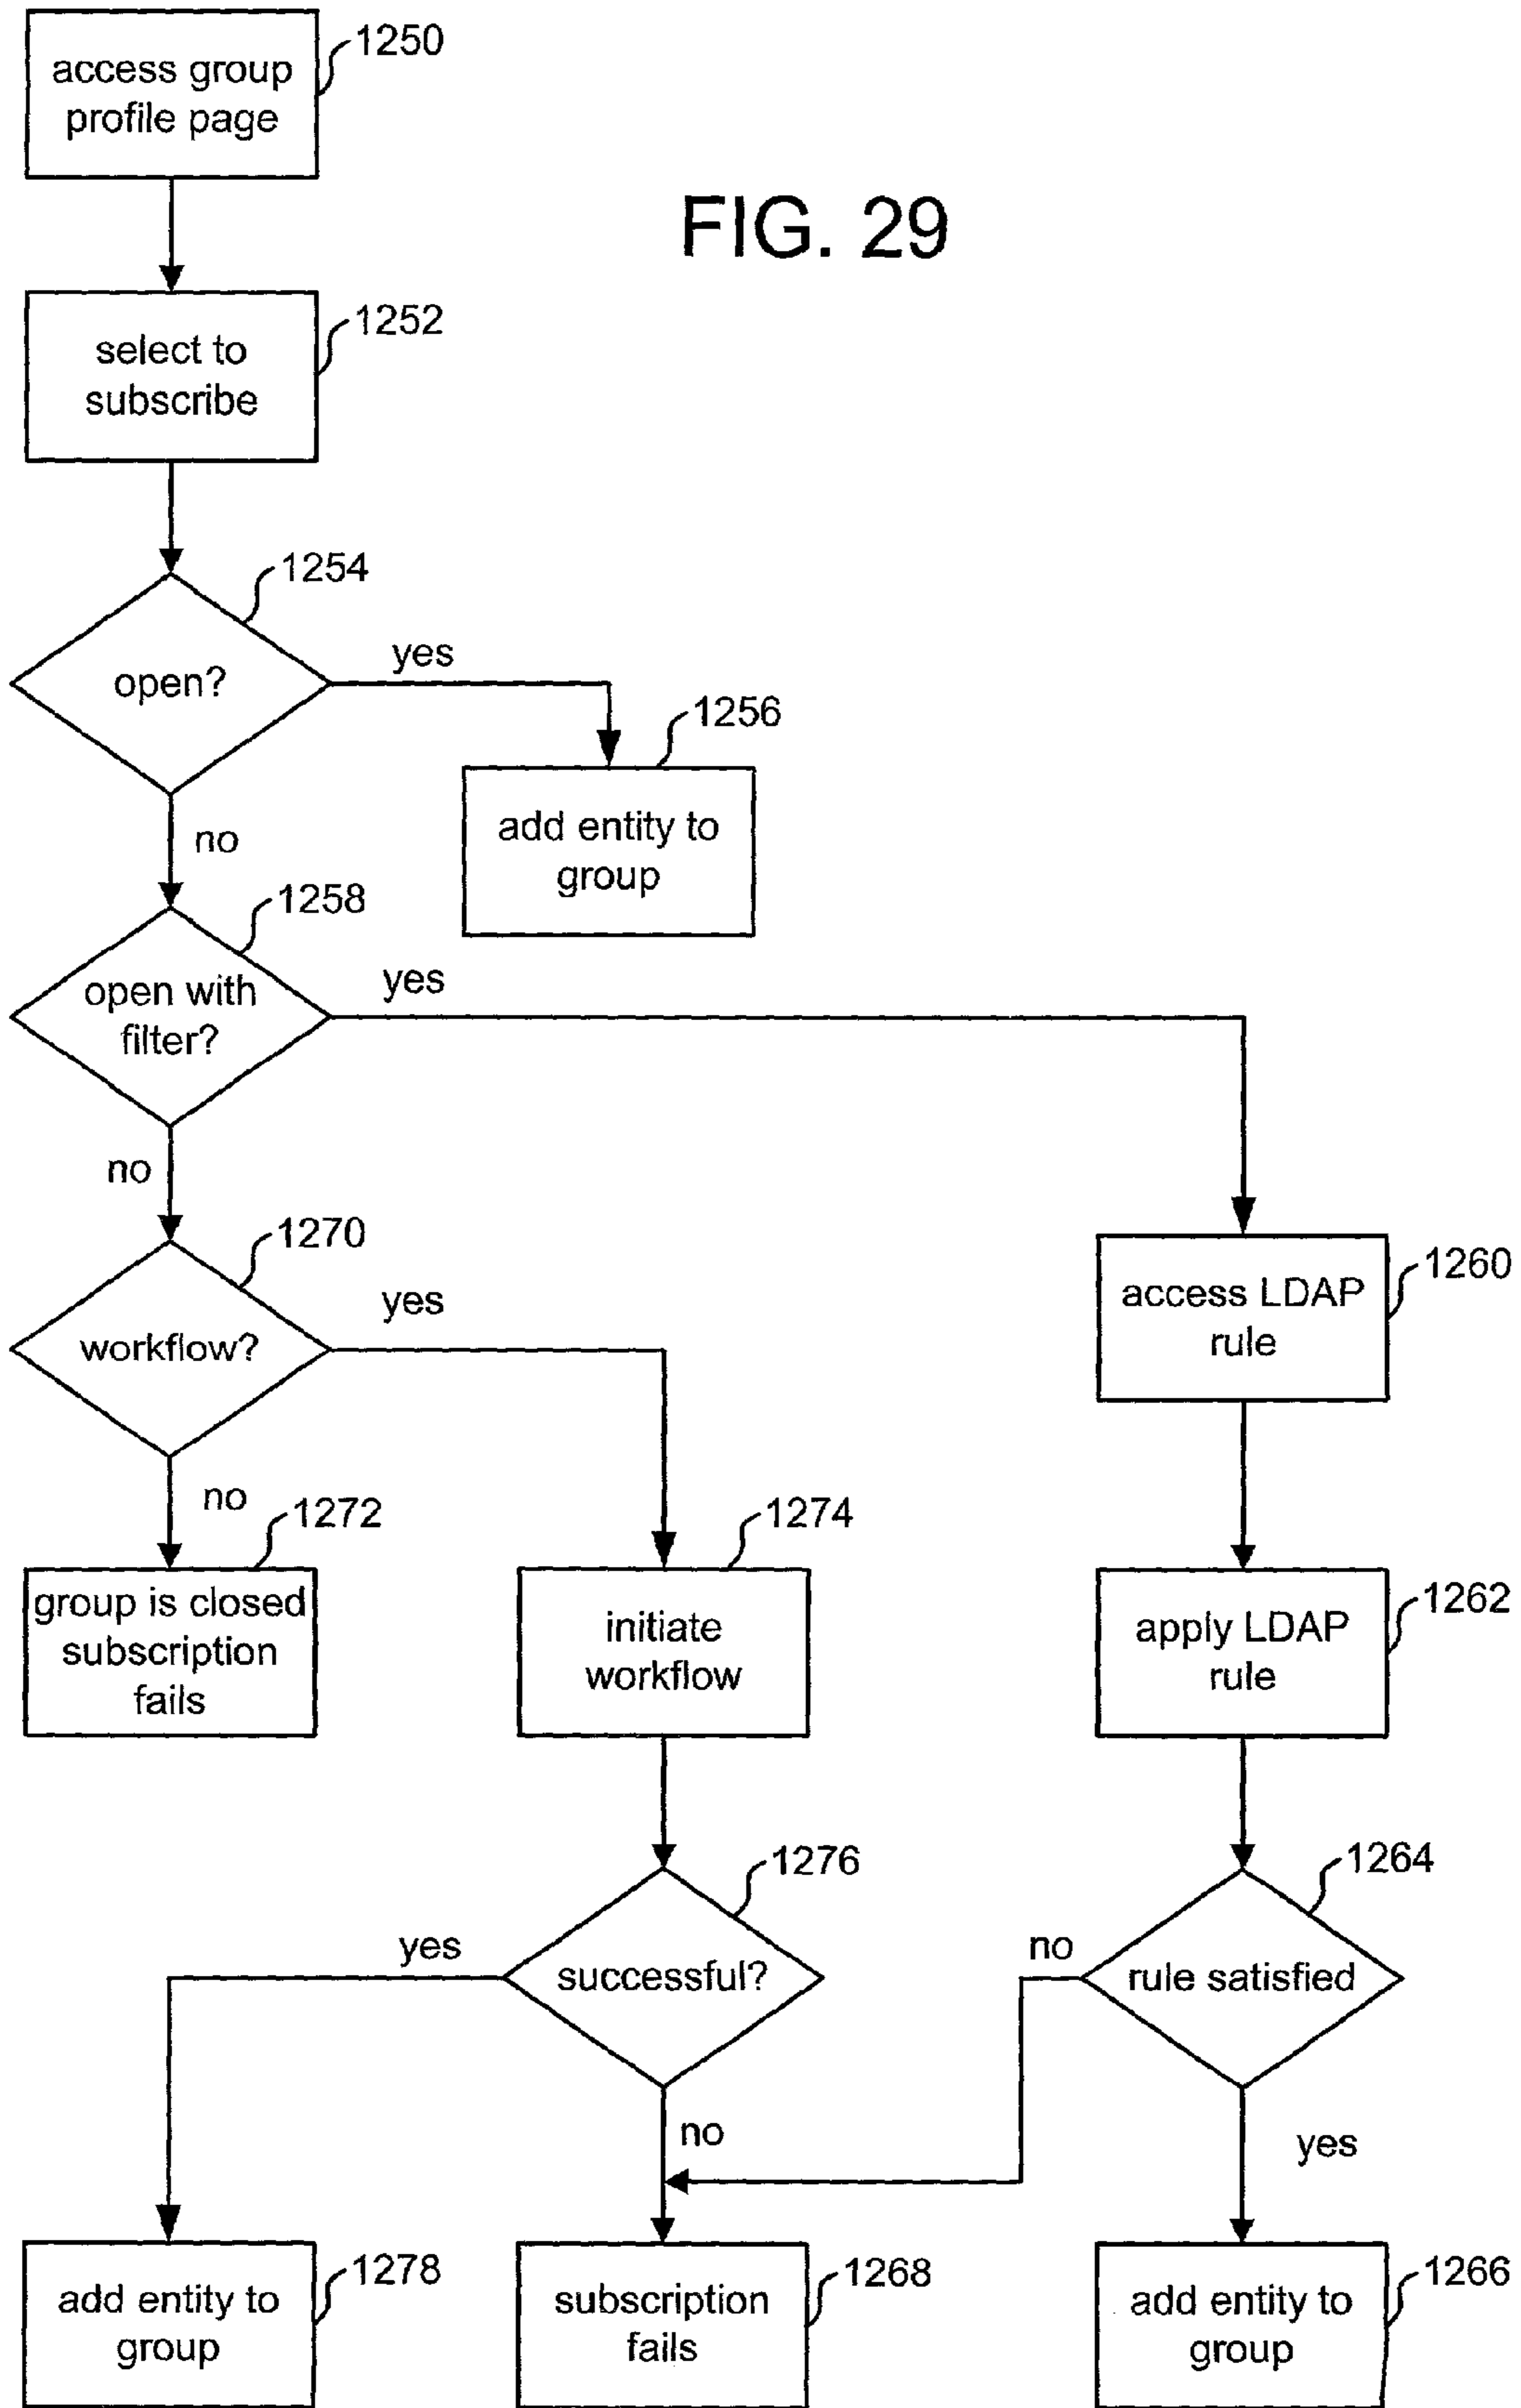 1250
access group
profile page
FIG. 29
1252
select to
subscribe
1254
open?
yes
1256
add entity to
group
no
1258
open with
filter?
yes
no
1270
workflow?
yes
1260
access LDAP
rule
no
1272
group is closed
subscription
fails
1274
initiate
workflow
1262
apply LDAP
rule
1276
successful?
yes
no
1264
rule satisfied
no
yes
1278
add entity to
group
1268
subscription
fails
1266
add entity to
group